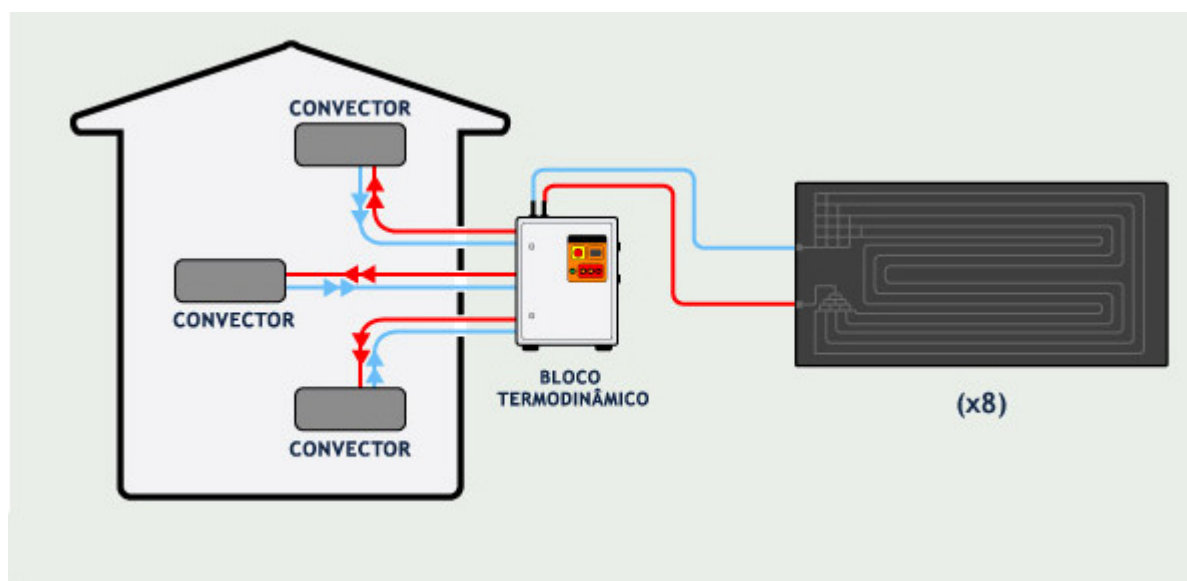 CONVECTOR
CONVECTOR
BLOCO
TERMODINÂMICO
(x8)
CONVECTOR